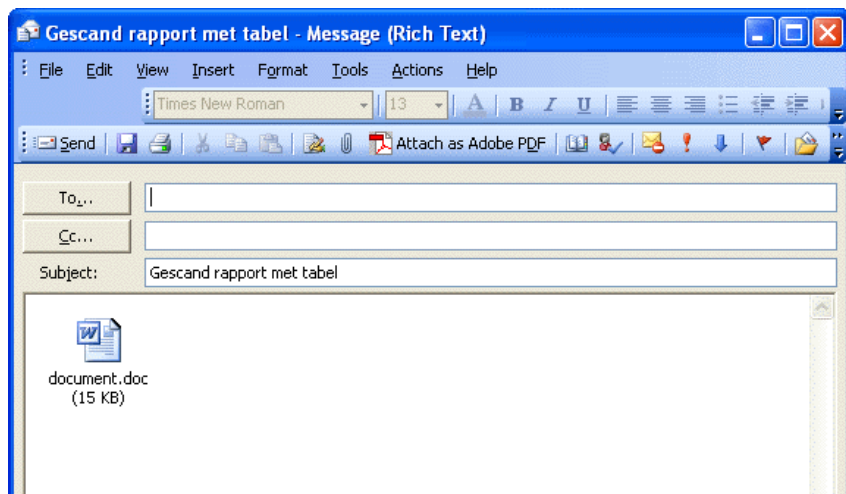 Gescand rapport met tabel - Message (Rich Text)
File Edit View Insert Format Tools Actions Help
Times New Roman 13 A B I U
Send Attach as Adobe PDF
To...
Cc...
Subject: Gescand rapport met tabel
document.doc
(15 KB)